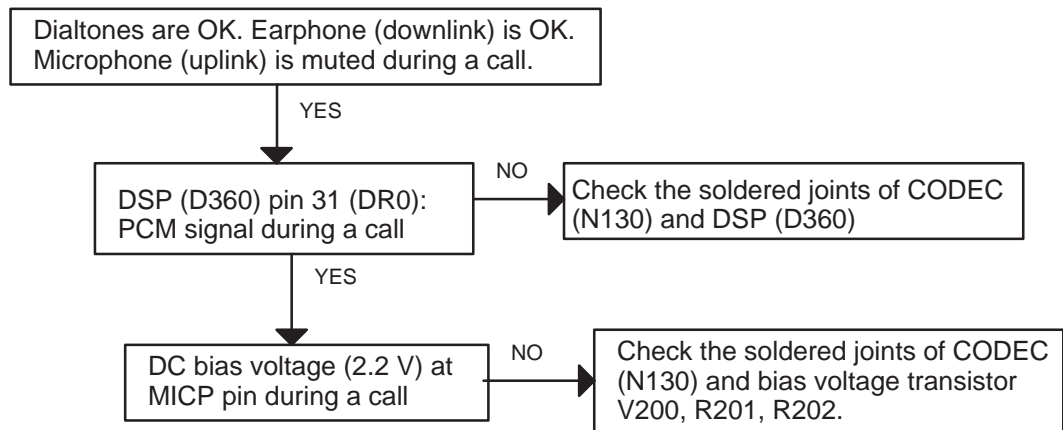 Dialtones are OK. Earphone (downlink) is OK.
Microphone (uplink) is muted during a call.
YES
DSP (D360) pin 31 (DR0):
PCM signal during a call
NO
Check the soldered joints of CODEC
(N130) and DSP (D360)
YES
DC bias voltage (2.2 V) at
MICP pin during a call
NO
Check the soldered joints of CODEC
(N130) and bias voltage transistor
V200, R201, R202.